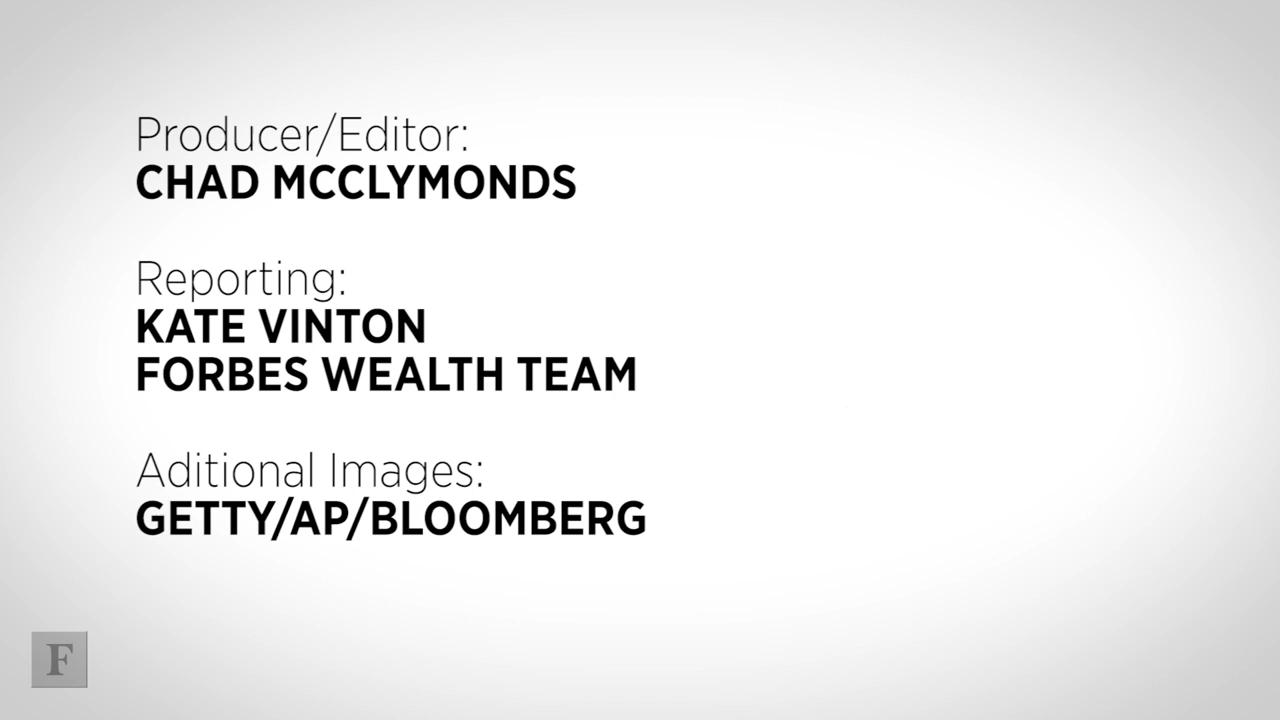 Producer/Editor:
CHAD MCCLYMONDS
Reporting:
KATE VINTON
FORBES WEALTH TEAM
Aditional Images:
GETTY/AP/BLOOMBERG
F